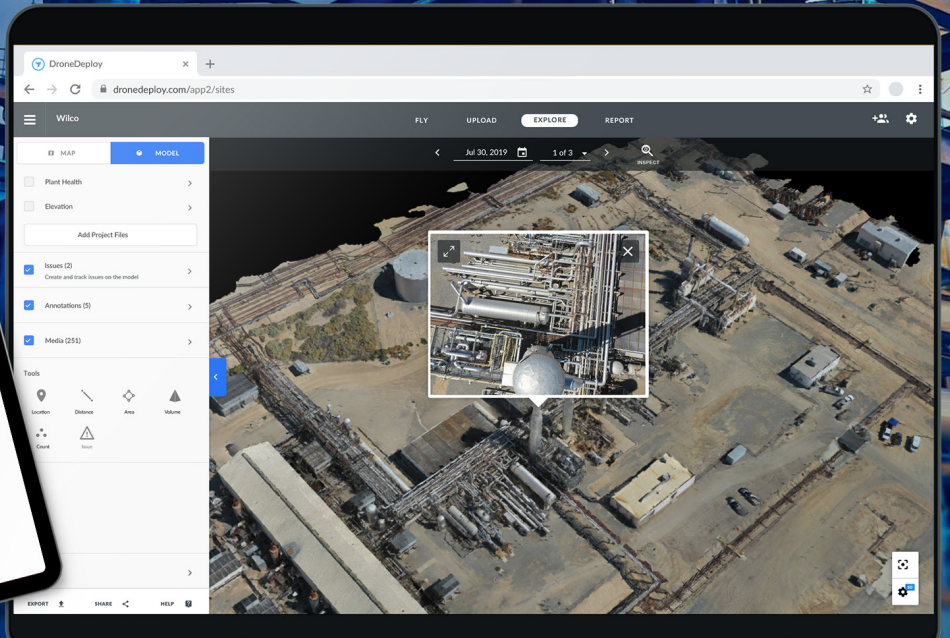 DroneDeploy
dronedeploy.com/app2/sites
Wilco
FLY UPLOAD EXPLORE REPORT
MAP MODEL
Jul 30, 2019 1 of 3
INSPECT
Plant Health
Elevation
Add Project Files
Issues (2)
Create and track issues on the model
Annotations (5)
Media (251)
Tools
Location Distance Area Volume
Count Issue
EXPORT SHARE HELP